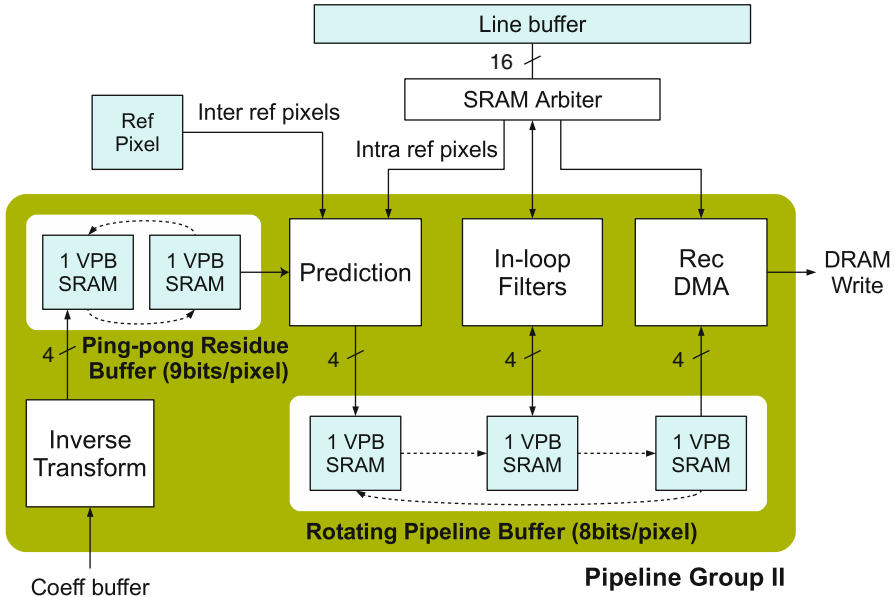 Line buffer
16
SRAM Arbiter
Ref
Pixel
Inter ref pixels
Intra ref pixels
1 VPB
SRAM
1 VPB
SRAM
Prediction
In-loop
Filters
Rec
DMA
DRAM
Write
4
Ping-pong Residue
Buffer (9bits/pixel)
4
4
4
Inverse
Transform
1 VPB
SRAM
1 VPB
SRAM
1 VPB
SRAM
Rotating Pipeline Buffer (8bits/pixel)
Coeff buffer
Pipeline Group II